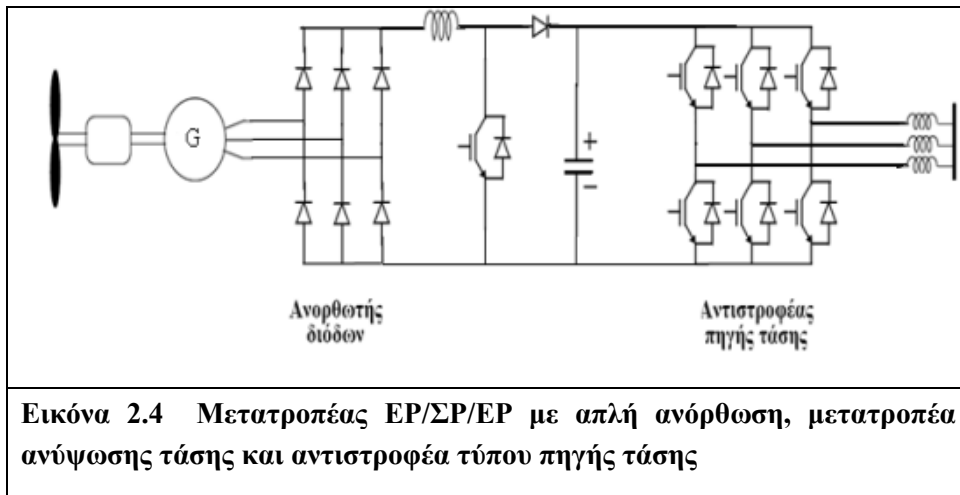 G
+
−
Ανορθωτής
διόδων
Αντιστροφέας
πηγής τάσης
Εικόνα 2.4 Μετατροπέας ΕΡ/ΣΡ/ΕΡ με απλή ανόρθωση, μετατροπέα
ανύψωσης τάσης και αντιστροφέα τύπου πηγής τάσης